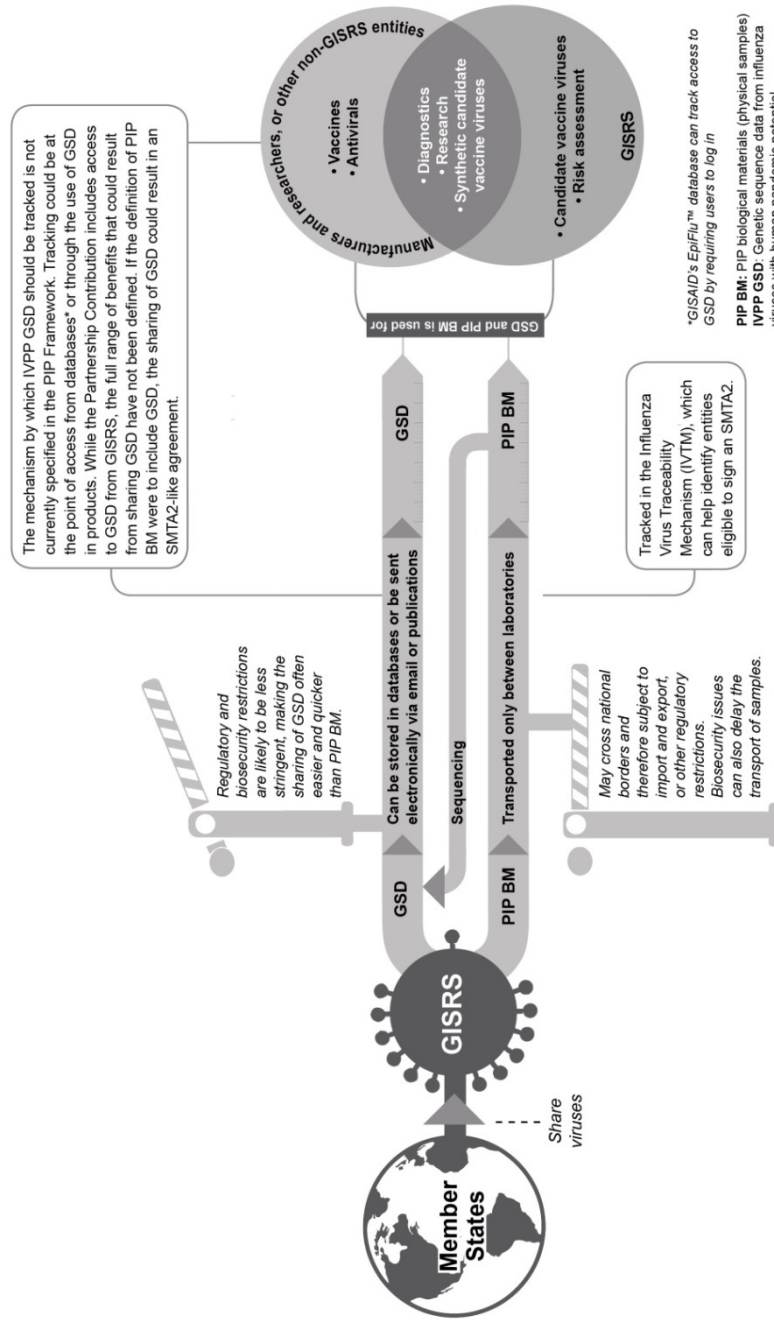 The mechanism by which IVPP GSD should be tracked is not
currently specified in the PIP Framework. Tracking could be at
the point of access from databases* or through the use of GSD
in products. While the Partnership Contribution includes access
to GSD from GISRS, the full range of benefits that could result
from sharing GSD have not been defined. If the definition of PIP
BM were to include GSD, the sharing of GSD could result in an
SMTA2-like agreement.
Regulatory and
biosecurity restrictions
are likely to be less
stringent, making the
sharing of GSD often
easier and quicker
than PIP BM.
Member
States
Share
viruses
GISRS
GSD
Can be stored in databases or be sent
electronically via email or publications
GSD
Sequencing
PIP BM
Transported only between laboratories
PIP BM
GSD and PIP BM is used for
Manufacturers and researchers, or other non-GISRS entities
• Vaccines
• Antivirals
• Diagnostics
• Research
• Synthetic candidate
vaccine viruses
• Candidate vaccine viruses
• Risk assessment
GISRS
May cross national
borders and
therefore subject to
import and export,
or other regulatory
restrictions.
Biosecurity issues
can also delay the
transport of samples.
Tracked in the Influenza
Virus Traceability
Mechanism (IVTM), which
can help identify entities
eligible to sign an SMTA2.
*GISAID's EpiFlu™ database can track access to
GSD by requiring users to log in
PIP BM: PIP biological materials (physical samples)
IVPP GSD: Genetic sequence data from influenza
viruses with human pandemic potential